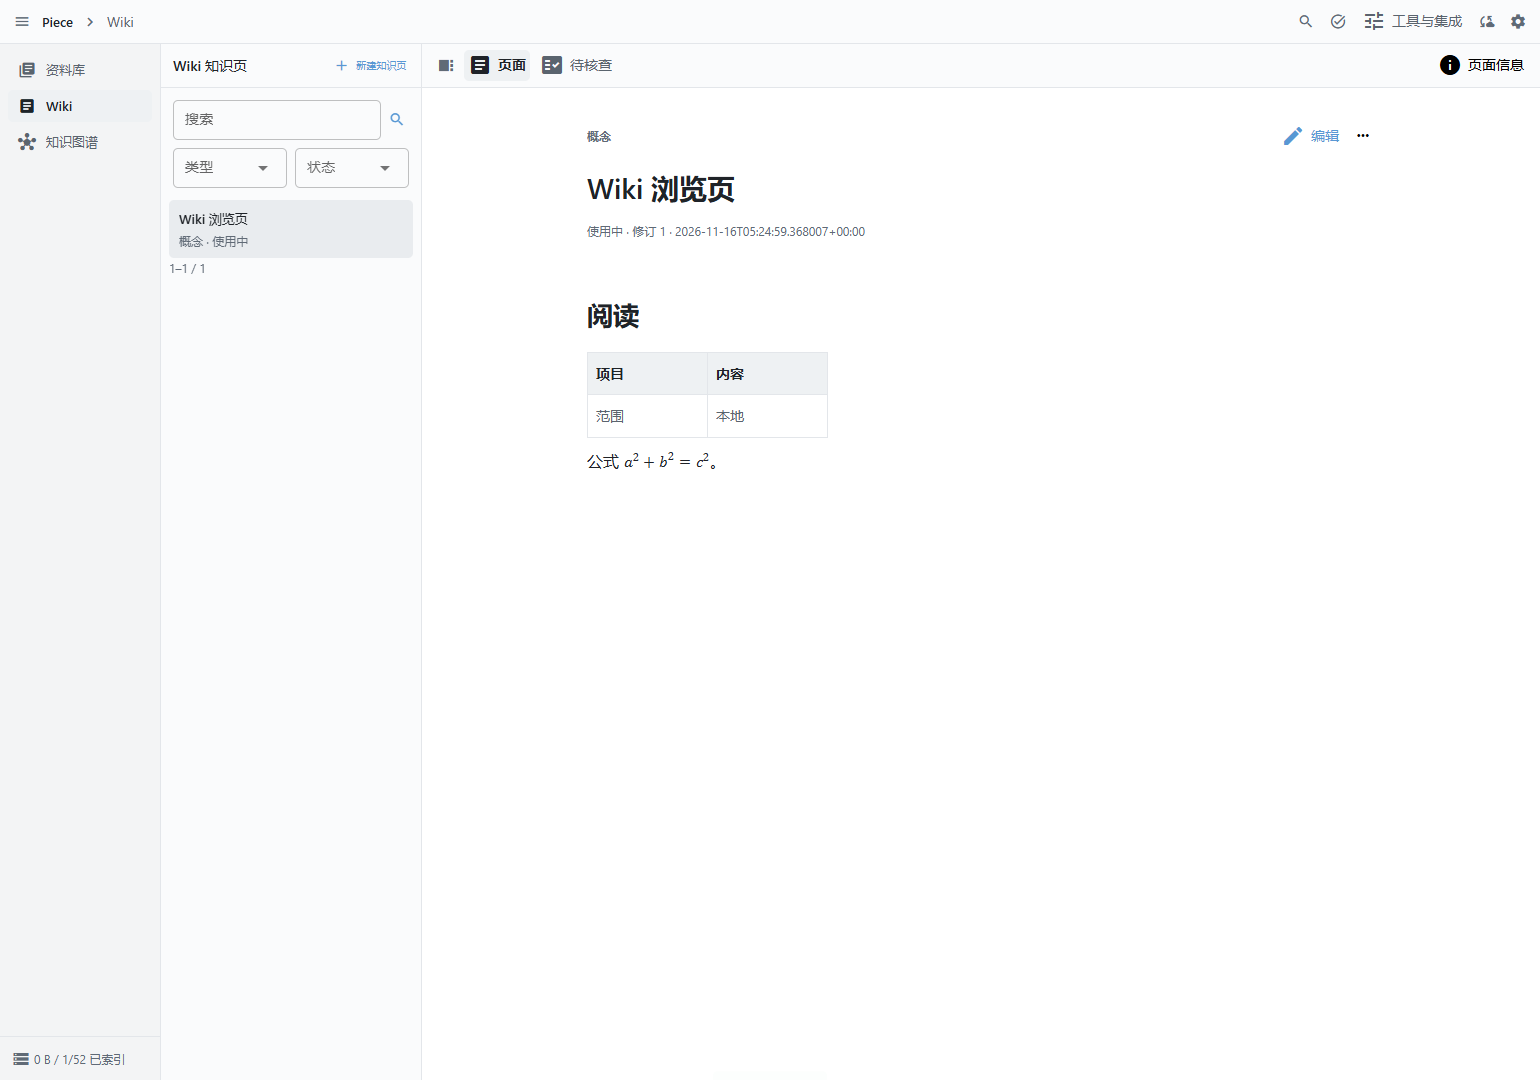 Piece > Wiki
工具与集成
资料库
Wiki
知识图谱
0 B / 1/52 已索引
Wiki 知识页
新建知识页
搜索
类型
状态
Wiki 浏览页
概念 · 使用中
1–1 / 1
页面
待核查
页面信息
概念
编辑
Wiki 浏览页
使用中 · 修订 1 · 2026-11-16T05:24:59.368007+00:00
阅读
项目 内容
范围 本地
公式 a² + b² = c²。